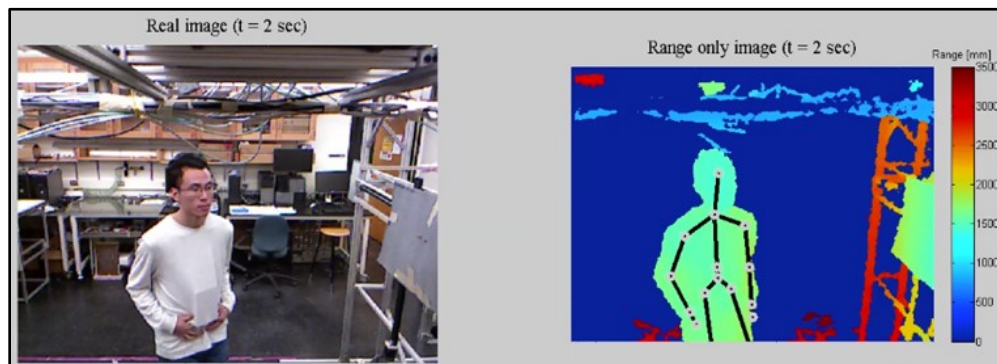 Real image (t = 2 sec)
Range only image (t = 2 sec)
Range [mm]
3500
3000
2500
2000
1500
1000
500
0